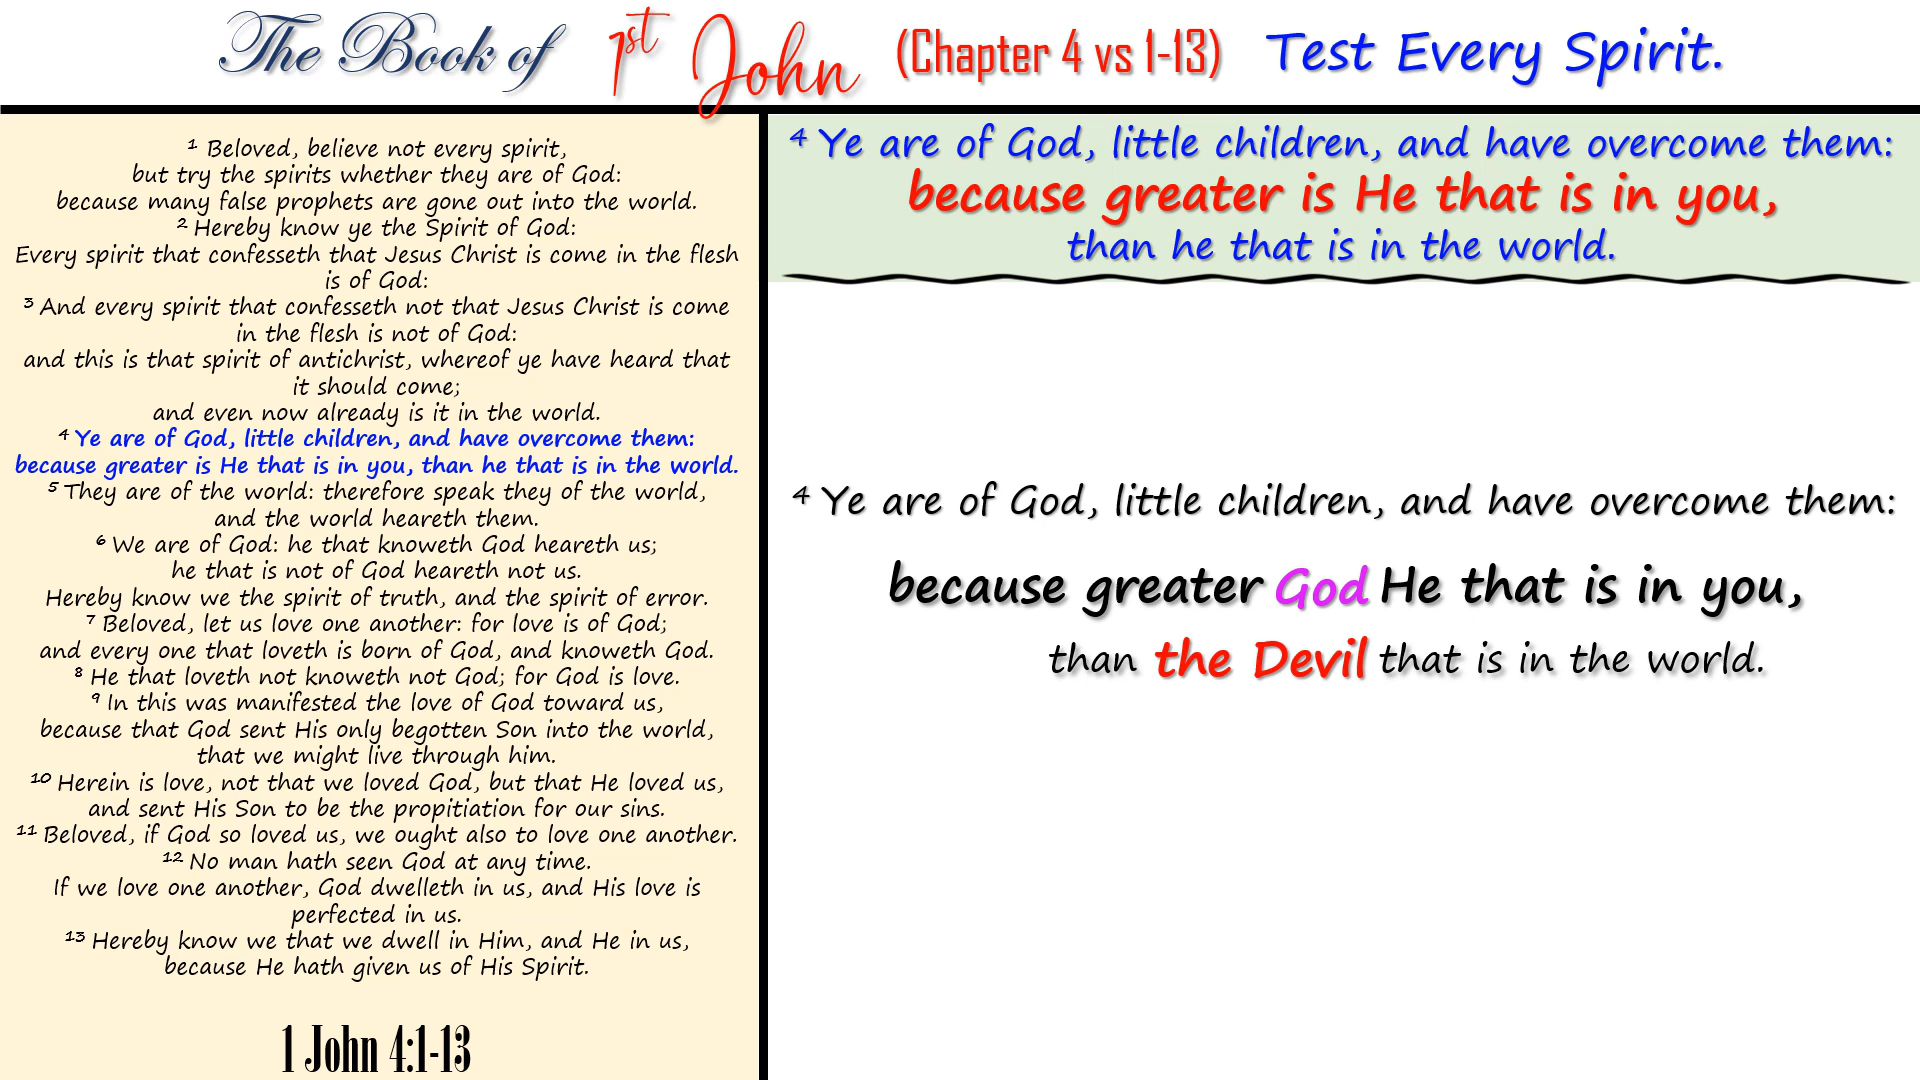 The Book of 1st John (Chapter 4 vs 1-13) Test Every Spirit.
1 Beloved, believe not every spirit,
but try the spirits whether they are of God:
because many false prophets are gone out into the world.
2 Hereby know ye the Spirit of God:
Every spirit that confesseth that Jesus Christ is come in the flesh
is of God:
3 And every spirit that confesseth not that Jesus Christ is come
in the flesh is not of God:
and this is that spirit of antichrist, whereof ye have heard that
it should come;
and even now already is it in the world.
4 Ye are of God, little children, and have overcome them:
because greater is He that is in you, than he that is in the world.
5 They are of the world: therefore speak they of the world,
and the world heareth them.
6 We are of God: he that knoweth God heareth us;
he that is not of God heareth not us.
Hereby know we the spirit of truth, and the spirit of error.
7 Beloved, let us love one another: for love is of God;
and every one that loveth is born of God, and knoweth God.
8 He that loveth not knoweth not God; for God is love.
9 In this was manifested the love of God toward us,
because that God sent His only begotten Son into the world,
that we might live through him.
10 Herein is love, not that we loved God, but that He loved us,
and sent His Son to be the propitiation for our sins.
11 Beloved, if God so loved us, we ought also to love one another.
12 No man hath seen God at any time.
If we love one another, God dwelleth in us, and His love is
perfected in us.
13 Hereby know we that we dwell in Him, and He in us,
because He hath given us of His Spirit.
1 John 4:1-13
4 Ye are of God, little children, and have overcome them:
because greater is He that is in you,
than he that is in the world.
4 Ye are of God, little children, and have overcome them:
because greater God He that is in you,
than the Devil that is in the world.